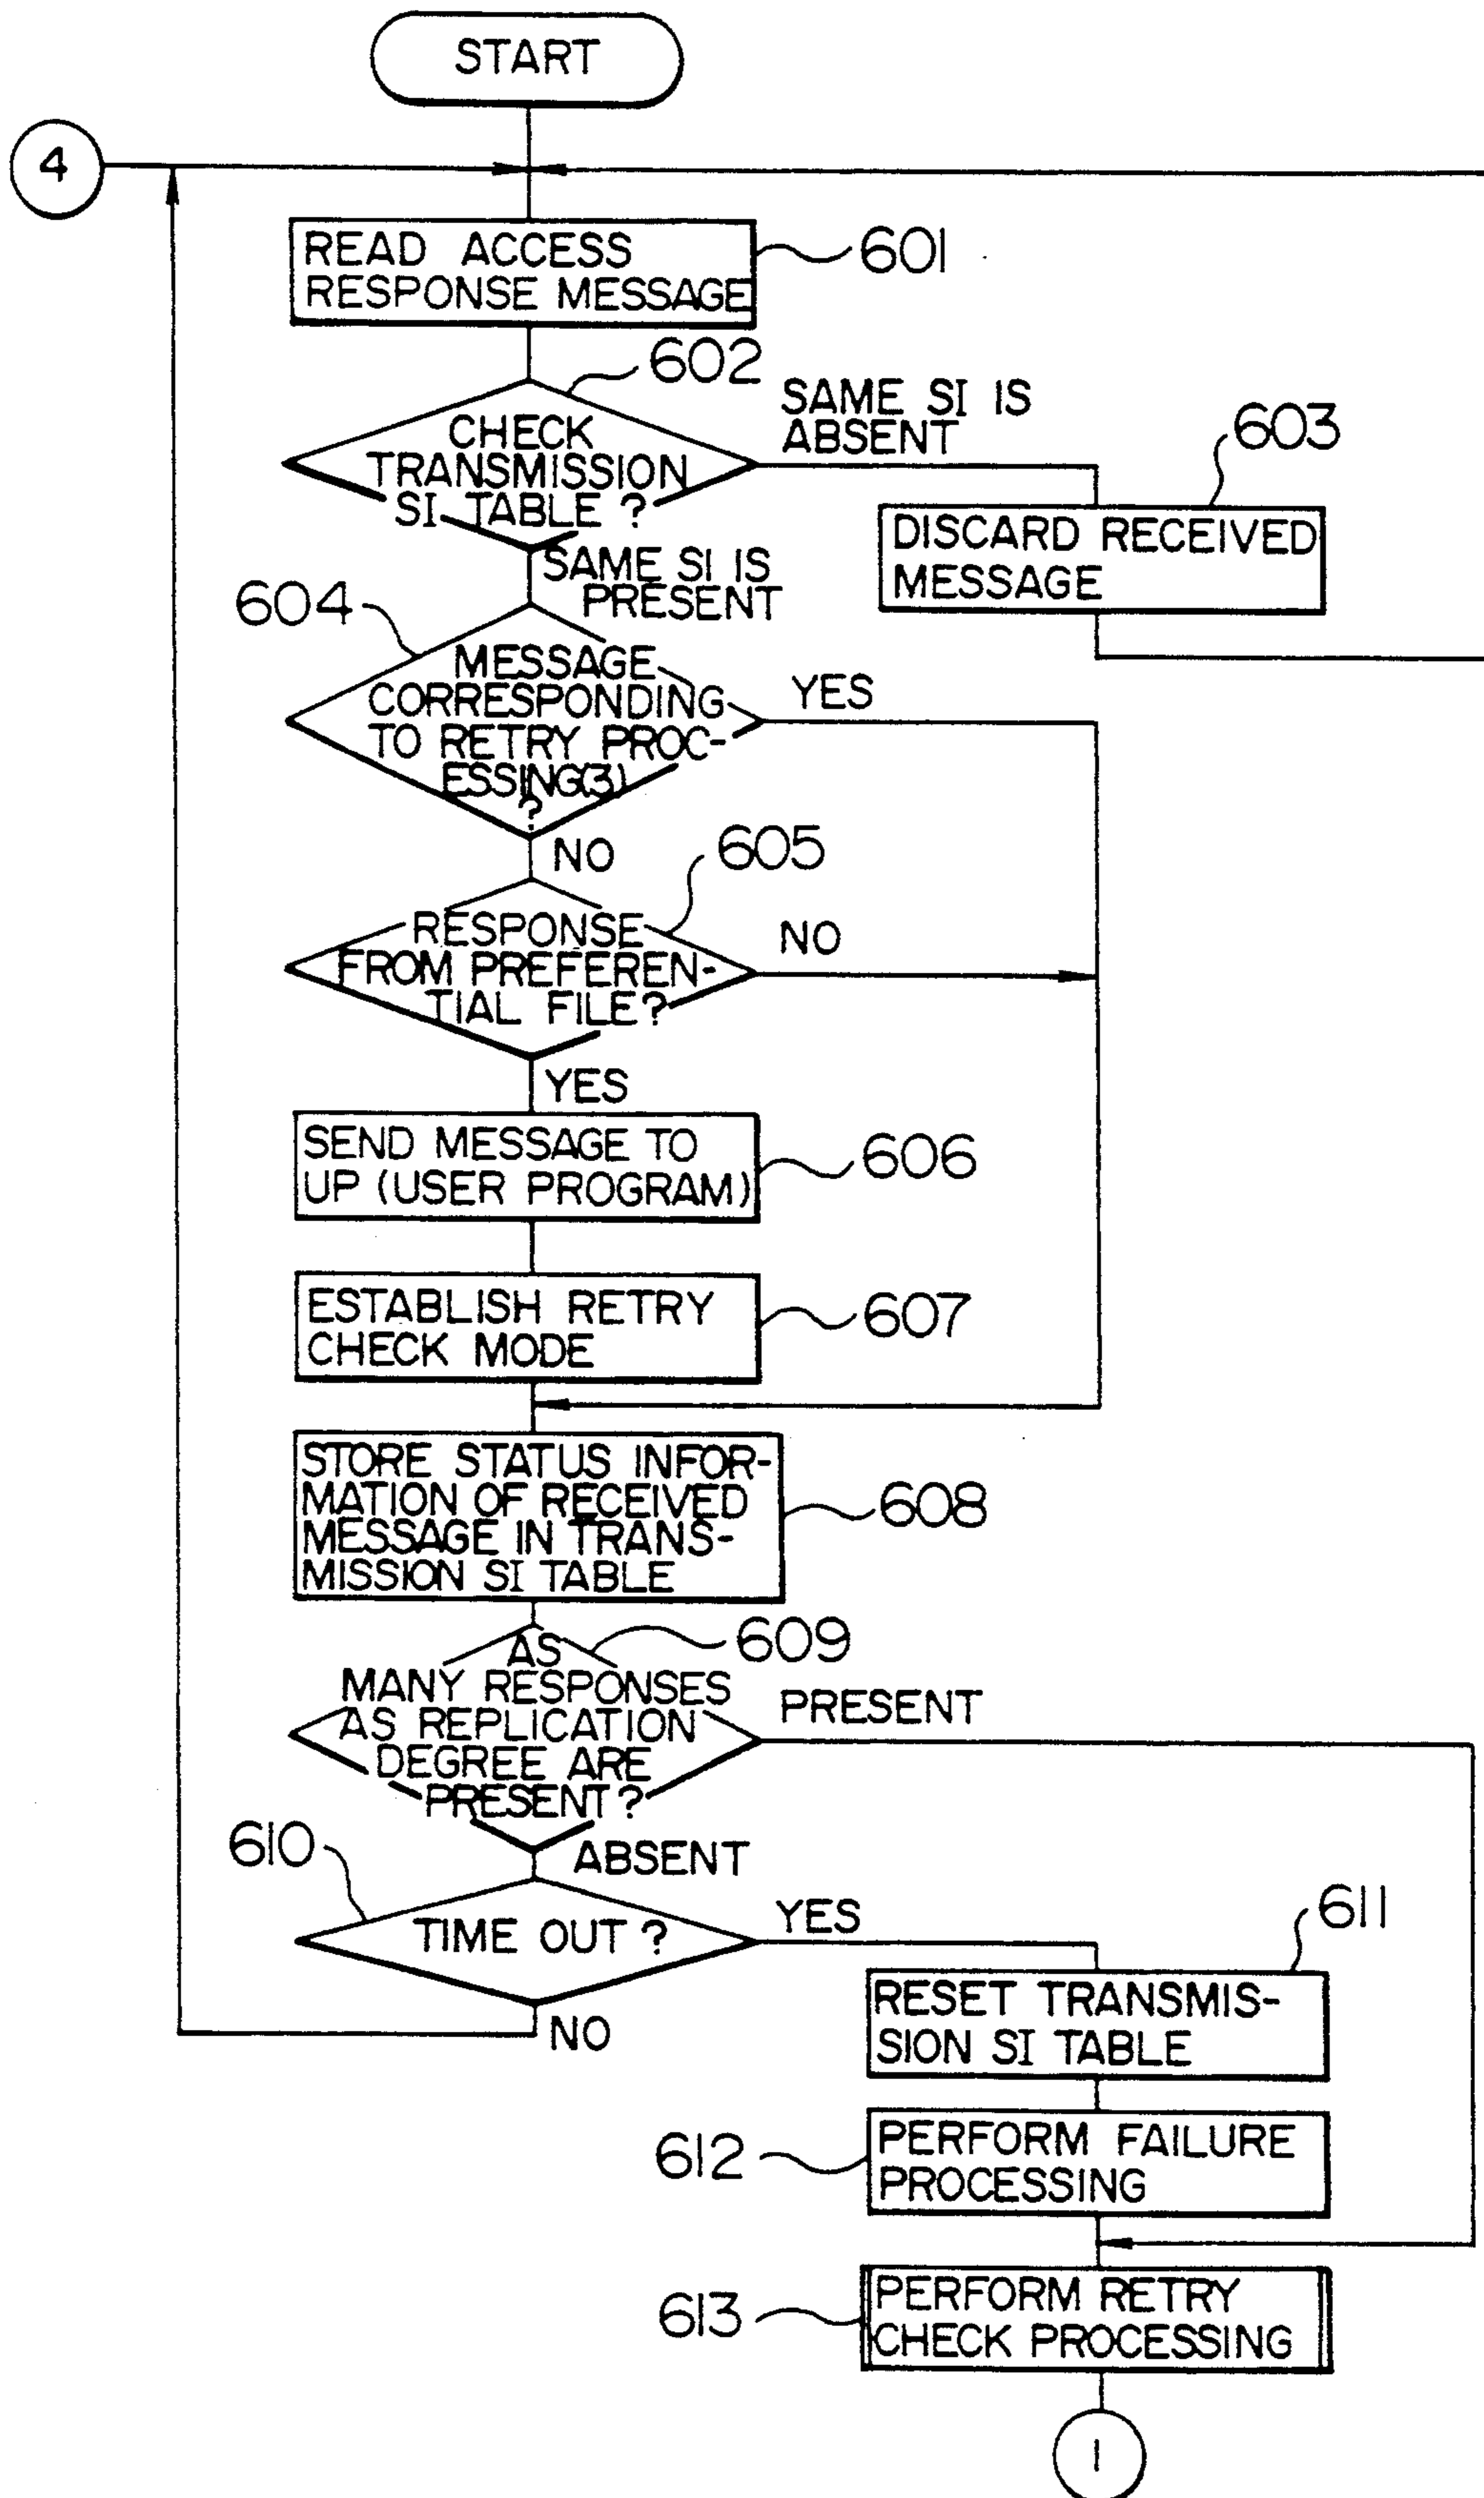 START
4
READ ACCESS
RESPONSE MESSAGE
601
602
CHECK
TRANSMISSION
SI TABLE ?
SAME SI IS
ABSENT
603
DISCARD RECEIVED
MESSAGE
SAME SI IS
PRESENT
604
MESSAGE
CORRESPONDING
TO RETRY PROC-
ESSING(3)
?
YES
NO
605
RESPONSE
FROM PREFEREN-
TIAL FILE?
NO
YES
SEND MESSAGE TO
UP (USER PROGRAM)
606
ESTABLISH RETRY
CHECK MODE
607
STORE STATUS INFOR-
MATION OF RECEIVED
MESSAGE IN TRANS-
MISSION SI TABLE
608
609
AS
MANY RESPONSES
AS REPLICATION
DEGREE ARE
PRESENT?
PRESENT
ABSENT
610
TIME OUT ?
YES
NO
611
RESET TRANSMIS-
SION SI TABLE
612
PERFORM FAILURE
PROCESSING
613
PERFORM RETRY
CHECK PROCESSING
1